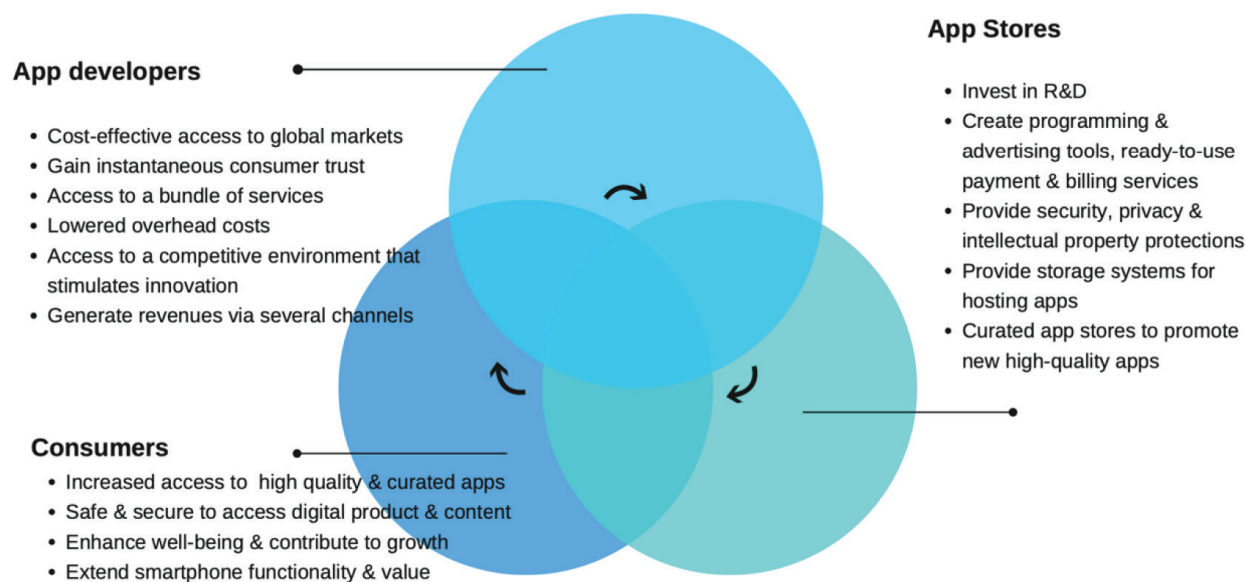 App developers
• Cost-effective access to global markets
• Gain instantaneous consumer trust
• Access to a bundle of services
• Lowered overhead costs
• Access to a competitive environment that
stimulates innovation
• Generate revenues via several channels
App Stores
• Invest in R&D
• Create programming &
advertising tools, ready-to-use
payment & billing services
• Provide security, privacy &
intellectual property protections
• Provide storage systems for
hosting apps
• Curated app stores to promote
new high-quality apps
Consumers
• Increased access to high quality & curated apps
• Safe & secure to access digital product & content
• Enhance well-being & contribute to growth
• Extend smartphone functionality & value